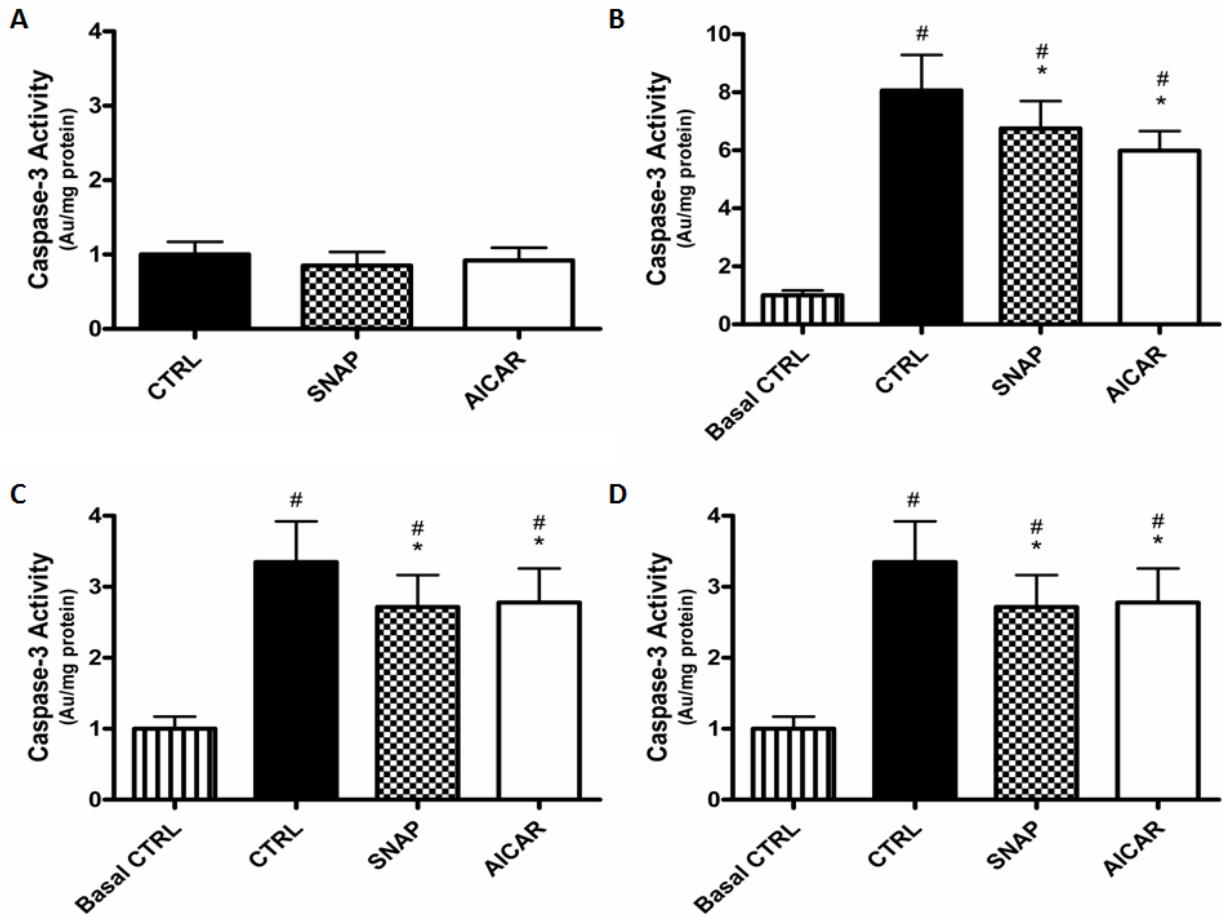 A
Caspase-3 Activity
(Au/mg protein)
4
3
2
1
0
CTRL
SNAP
AICAR
B
Caspase-3 Activity
(Au/mg protein)
10
8
6
4
2
0
#
#
*
#
*
Basal CTRL
CTRL
SNAP
AICAR
C
Caspase-3 Activity
(Au/mg protein)
4
3
2
1
0
#
#
*
#
*
Basal CTRL
CTRL
SNAP
AICAR
D
Caspase-3 Activity
(Au/mg protein)
4
3
2
1
0
#
#
*
#
*
Basal CTRL
CTRL
SNAP
AICAR